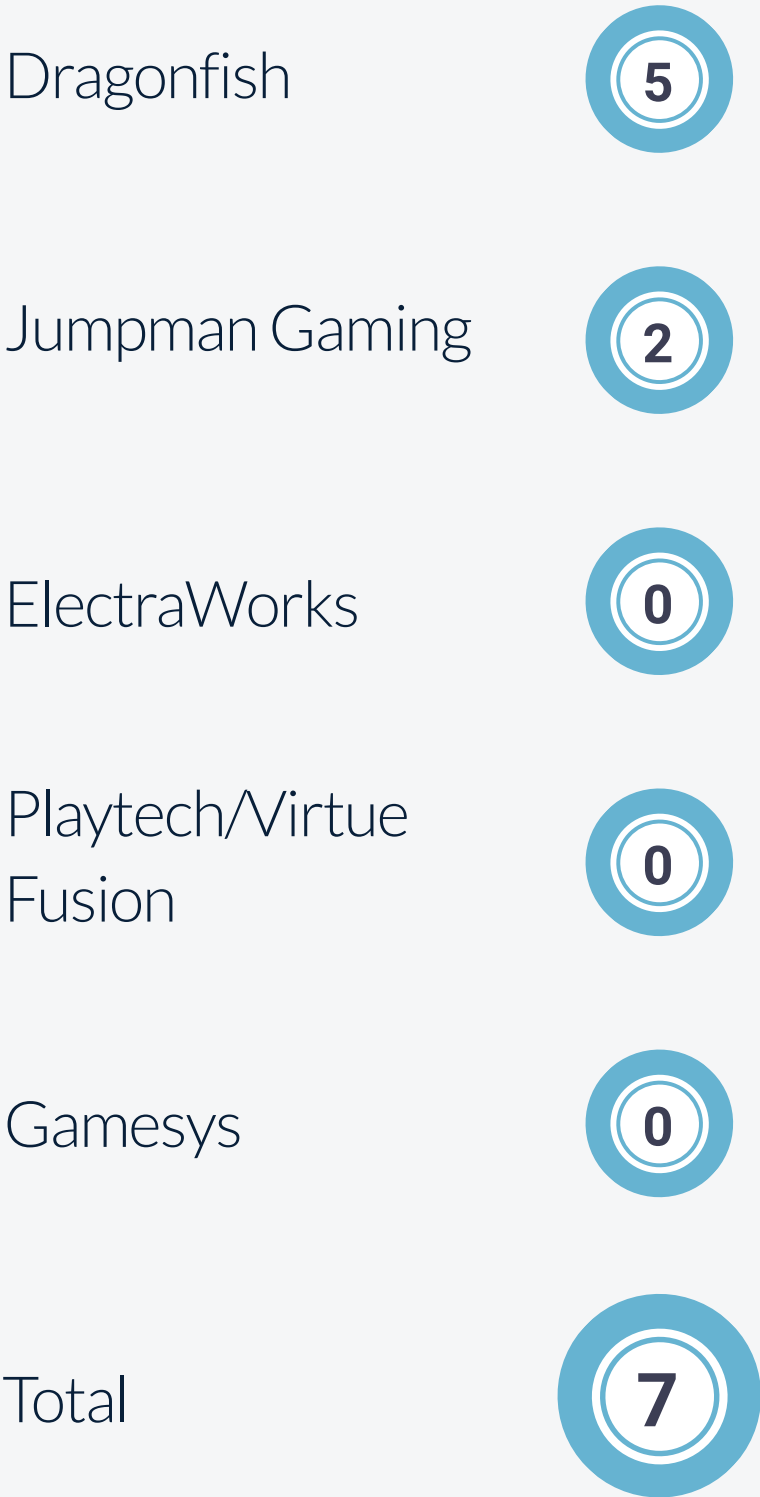 Dragonfish 5
Jumpman Gaming 2
ElectraWorks 0
Playtech/Virtue
Fusion 0
Gamesys 0
Total 7